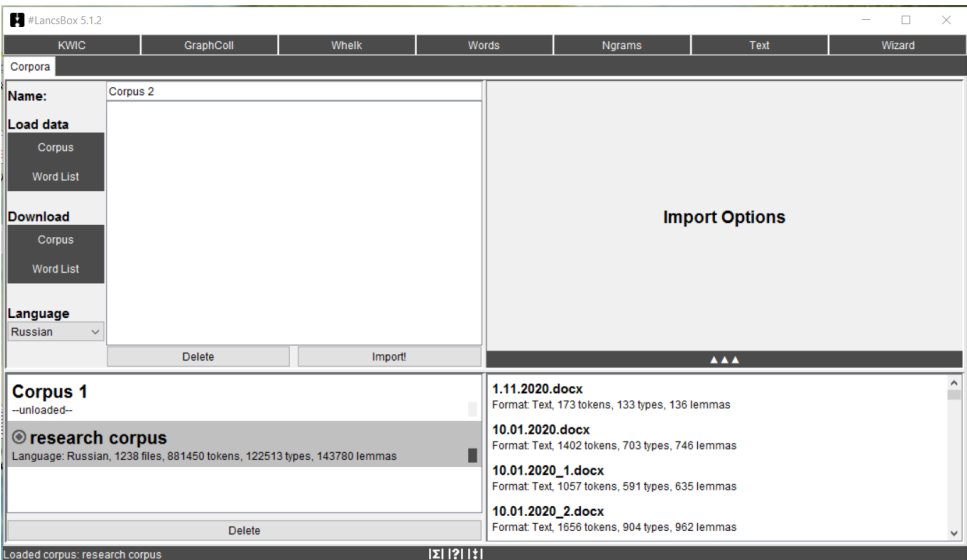 #LancsBox 5.1.2
KWIC GraphColl Whelk Words Ngrams Text Wizard
Corpora
Name: Corpus 2
Load data
Corpus
Word List
Download
Corpus
Word List
Language
Russian
Delete Import!
Import Options
▲▲▲
Corpus 1
--unloaded--
research corpus
Language: Russian, 1238 files, 881450 tokens, 122513 types, 143780 lemmas
Delete
1.11.2020.docx
Format: Text, 173 tokens, 133 types, 136 lemmas
10.01.2020.docx
Format: Text, 1402 tokens, 703 types, 746 lemmas
10.01.2020_1.docx
Format: Text, 1057 tokens, 591 types, 635 lemmas
10.01.2020_2.docx
Format: Text, 1656 tokens, 904 types, 962 lemmas
Loaded corpus: research corpus |Σ| |?| |‡|